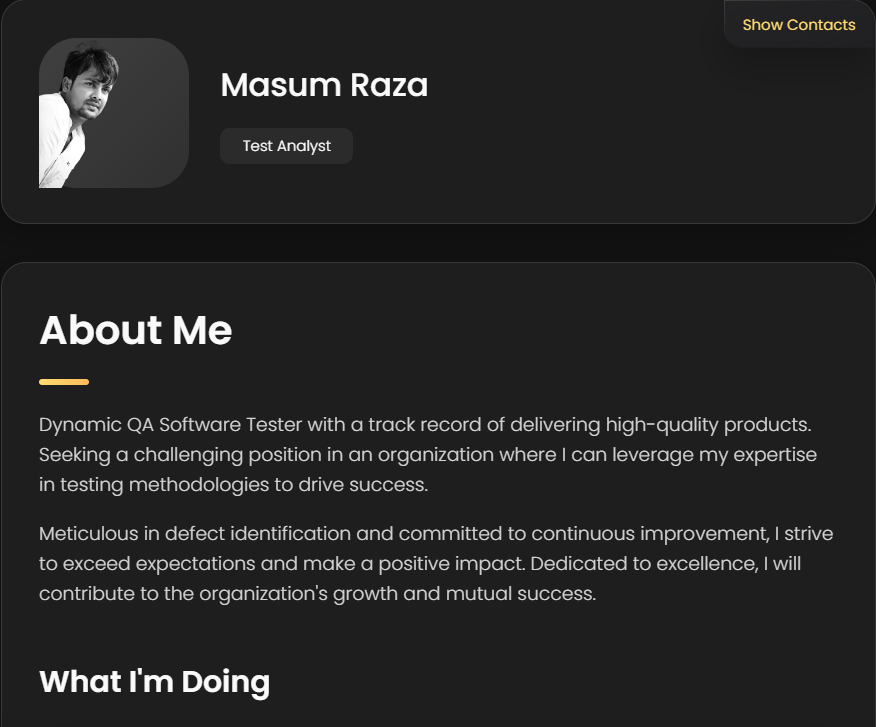 Show Contacts
Masum Raza
Test Analyst
About Me
Dynamic QA Software Tester with a track record of delivering high-quality products.
Seeking a challenging position in an organization where I can leverage my expertise
in testing methodologies to drive success.
Meticulous in defect identification and committed to continuous improvement, I strive
to exceed expectations and make a positive impact. Dedicated to excellence, I will
contribute to the organization's growth and mutual success.
What I'm Doing